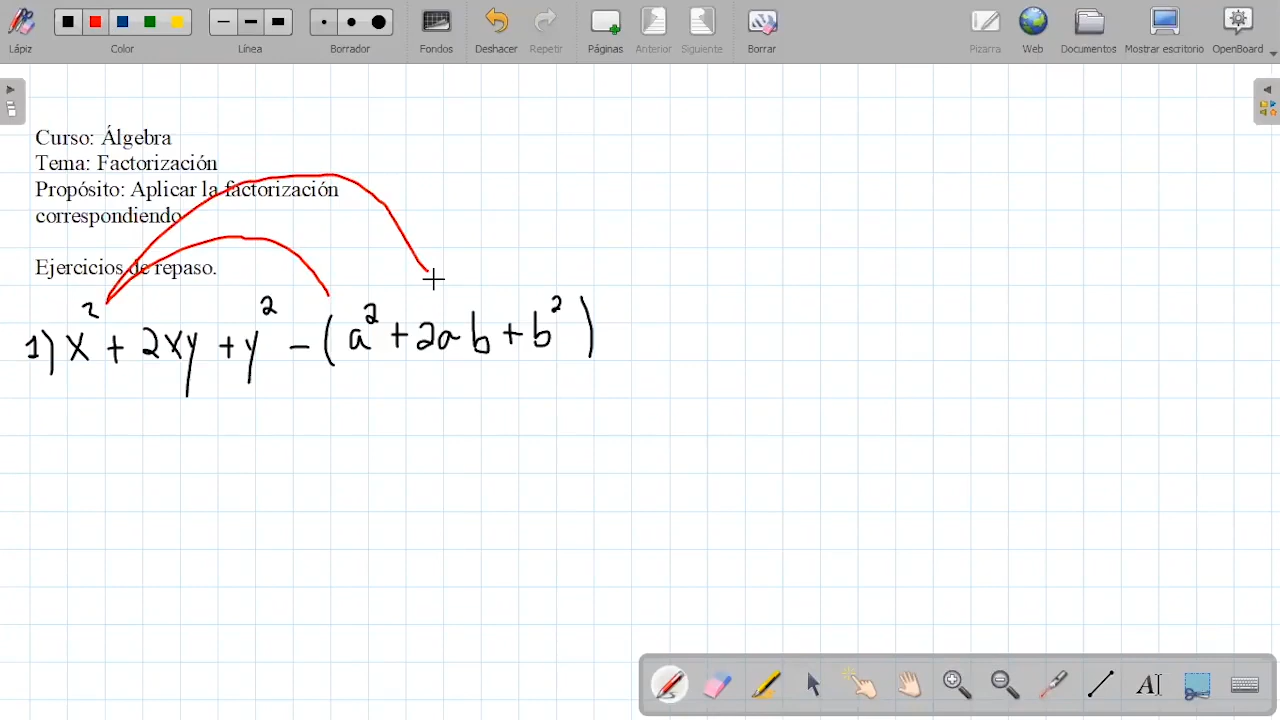 Lápiz Color Línea Borrador Fondos Deshacer Repetir Páginas Anterior Siguiente Borrar Pizarra Web Documentos Mostrar escritorio OpenBoard
Curso: Álgebra
Tema: Factorización
Propósito: Aplicar la factorización
correspondiendo
Ejercicios de repaso.
1) x² + 2xy + y² − (a² + 2ab + b²)